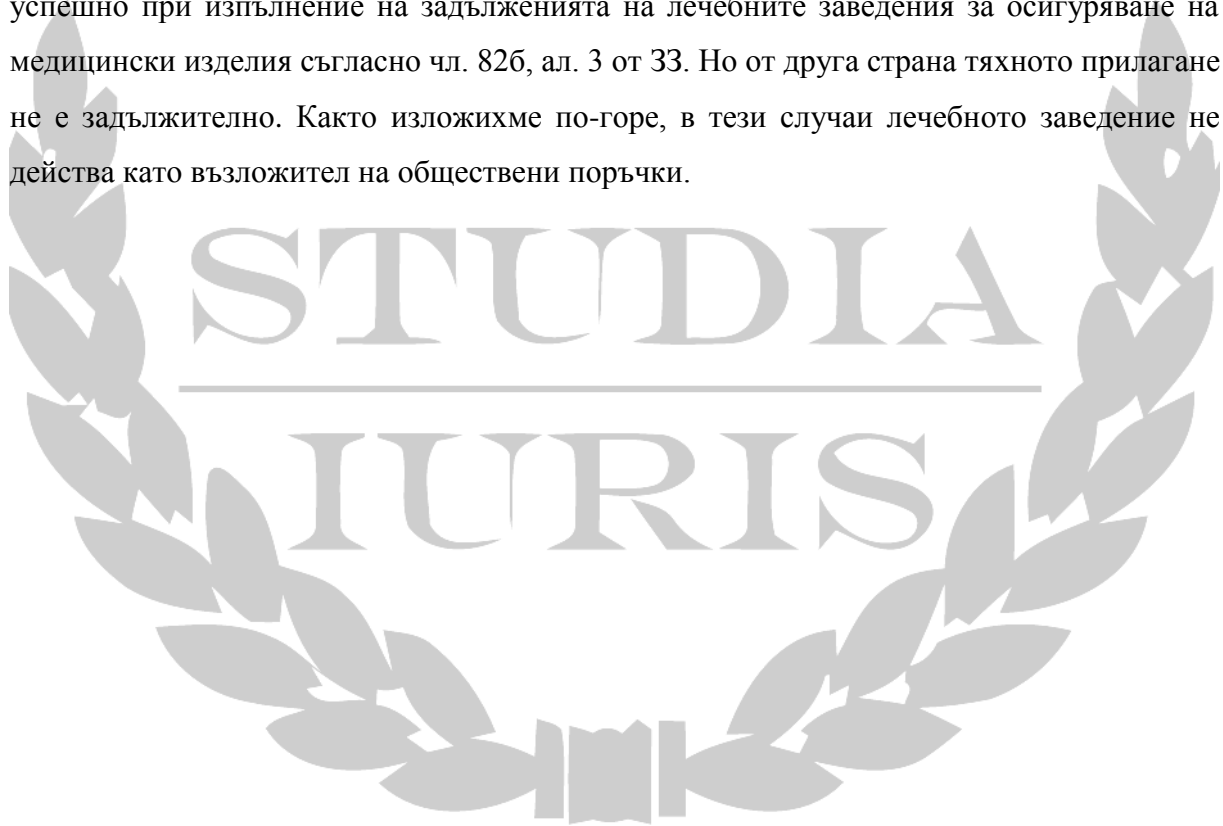 успешно при изпълнение на задълженията на лечебните заведения за осигуряване на
медицински изделия съгласно чл. 82б, ал. 3 от ЗЗ. Но от друга страна тяхното прилагане
не е задължително. Както изложихме по-горе, в тези случаи лечебното заведение не
действа като възложител на обществени поръчки.
STUDIA
IURIS